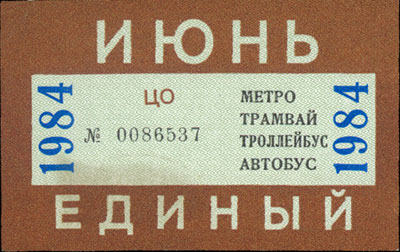 ИЮНЬ
1984
ЦО
№ 0086537
МЕТРО
ТРАМВАЙ
ТРОЛЛЕЙБУС
АВТОБУС
1984
ЕДИНЫЙ